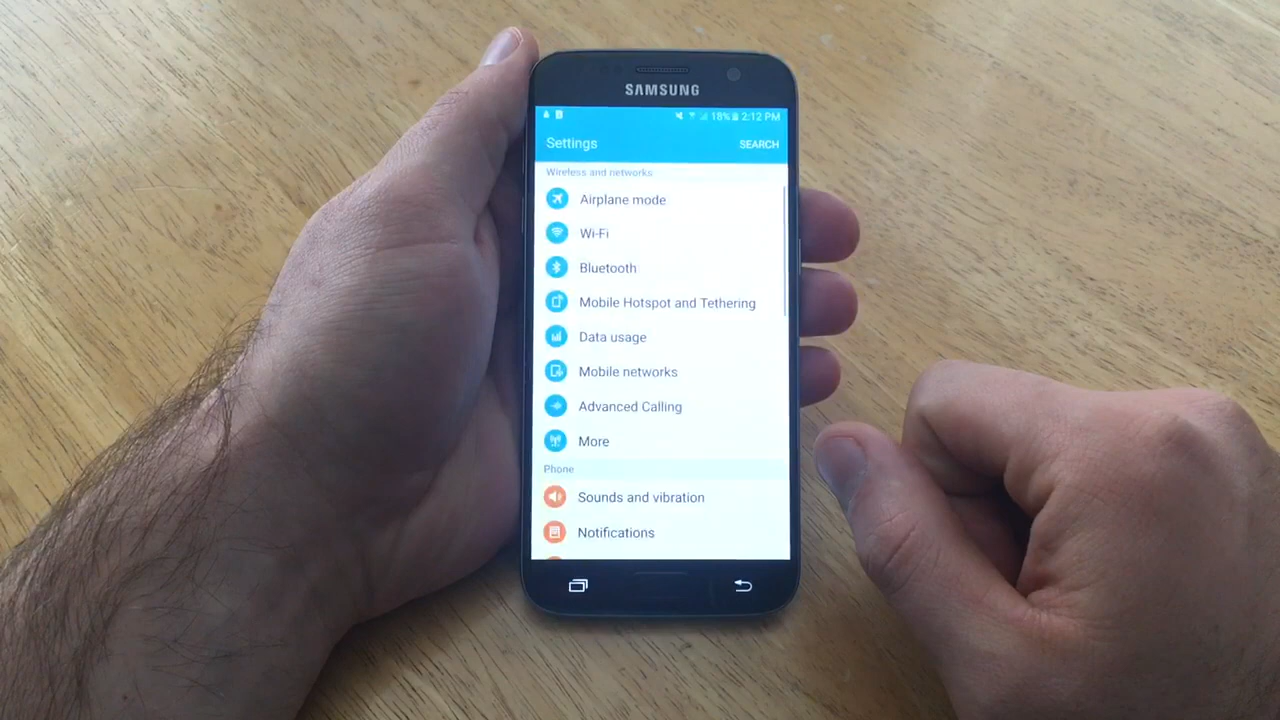 SAMSUNG
18% 2:12 PM
Settings SEARCH
Wireless and networks
Airplane mode
Wi-Fi
Bluetooth
Mobile Hotspot and Tethering
Data usage
Mobile networks
Advanced Calling
More
Phone
Sounds and vibration
Notifications